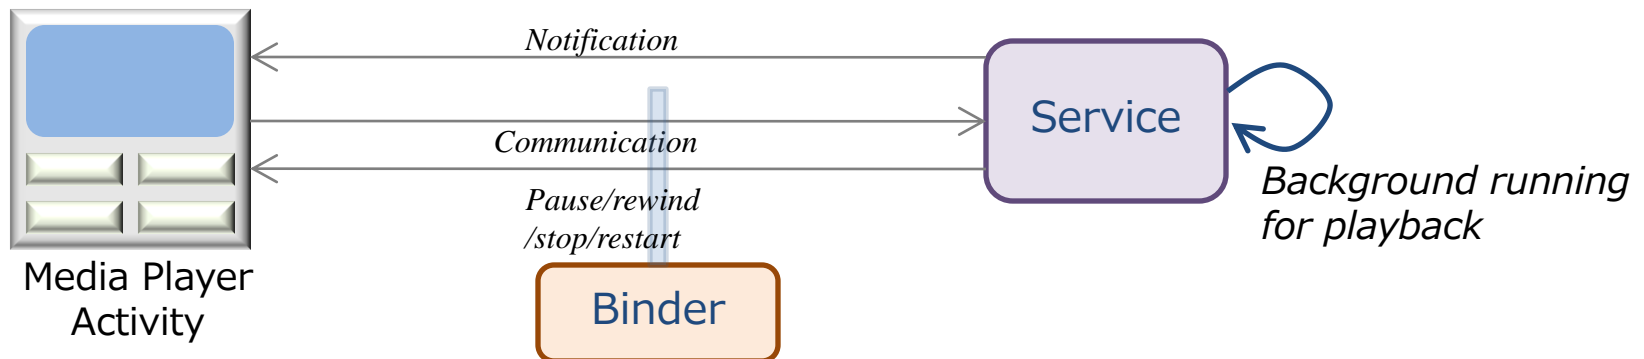 Notification
Service
Communication
Pause/rewind
/stop/restart
Background running
for playback
Media Player
Activity
Binder